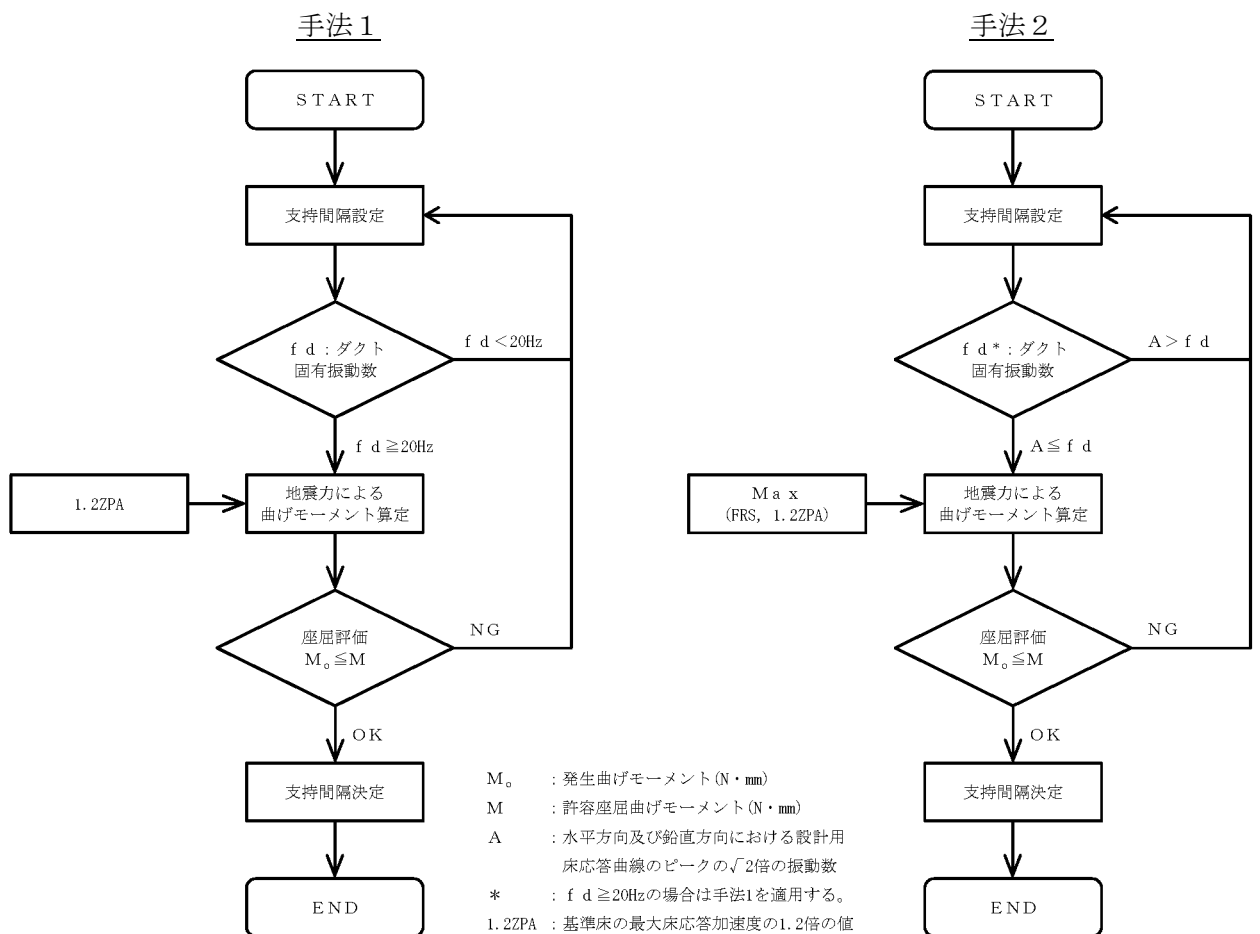 手法1
START
支持間隔設定
fd:ダクト
固有振動数
fd<20Hz
fd≧20Hz
1.2ZPA
地震力による
曲げモーメント算定
座屈評価
M₀≦M
NG
OK
支持間隔決定
END
手法2
START
支持間隔設定
fd*:ダクト
固有振動数
A>fd
A≦fd
Max
(FRS, 1.2ZPA)
地震力による
曲げモーメント算定
座屈評価
M₀≦M
NG
OK
支持間隔決定
END
M₀ :発生曲げモーメント(N・mm)
M :許容座屈曲げモーメント(N・mm)
A :水平方向及び鉛直方向における設計用
床応答曲線のピークの√2倍の振動数
* :fd≧20Hzの場合は手法1を適用する。
1.2ZPA :基準床の最大床応答加速度の1.2倍の値